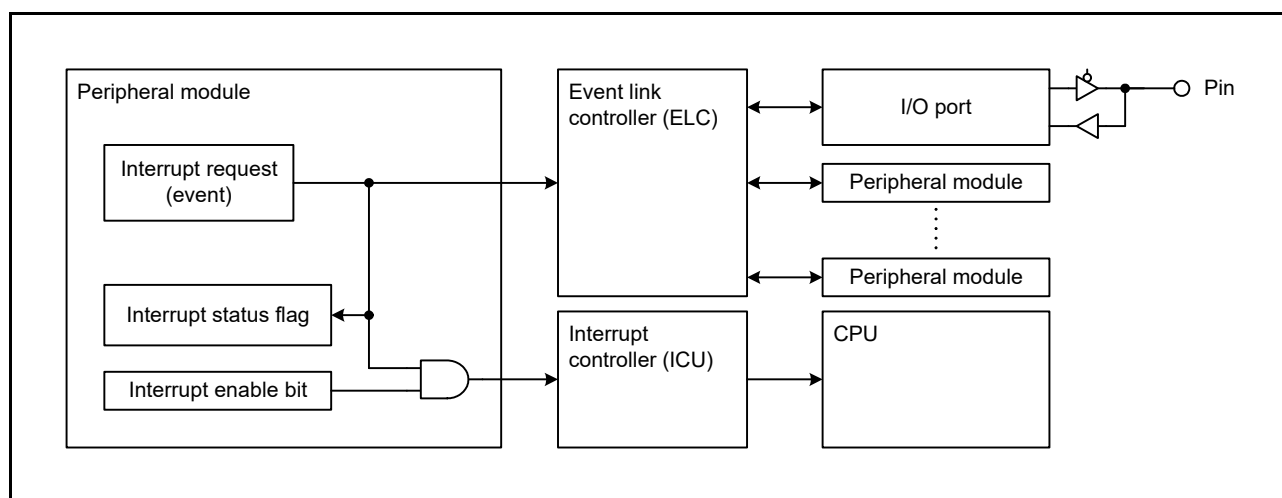 Peripheral module
Interrupt request
(event)
Interrupt status flag
Interrupt enable bit
Event link
controller (ELC)
Interrupt
controller (ICU)
I/O port
Pin
Peripheral module
Peripheral module
CPU